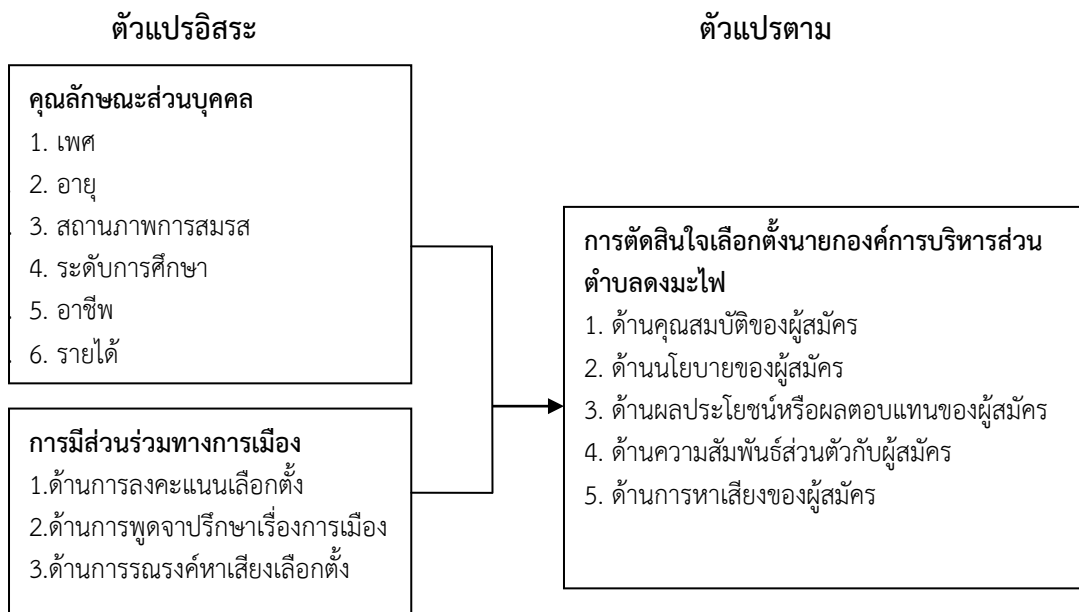 ตัวแปรอิสระ
ตัวแปรตาม
คุณลักษณะส่วนบุคคล
1. เพศ
2. อายุ
3. สถานภาพการสมรส
4. ระดับการศึกษา
5. อาชีพ
6. รายได้
การมีส่วนร่วมทางการเมือง
1.ด้านการลงคะแนนเลือกตั้ง
2.ด้านการพูดจาปรึกษาเรื่องการเมือง
3.ด้านการรณรงค์หาเสียงเลือกตั้ง
การตัดสินใจเลือกตั้งนายกองค์การบริหารส่วน
ตำบลดงมะไฟ
1. ด้านคุณสมบัติของผู้สมัคร
2. ด้านนโยบายของผู้สมัคร
3. ด้านผลประโยชน์หรือผลตอบแทนของผู้สมัคร
4. ด้านความสัมพันธ์ส่วนตัวกับผู้สมัคร
5. ด้านการหาเสียงของผู้สมัคร